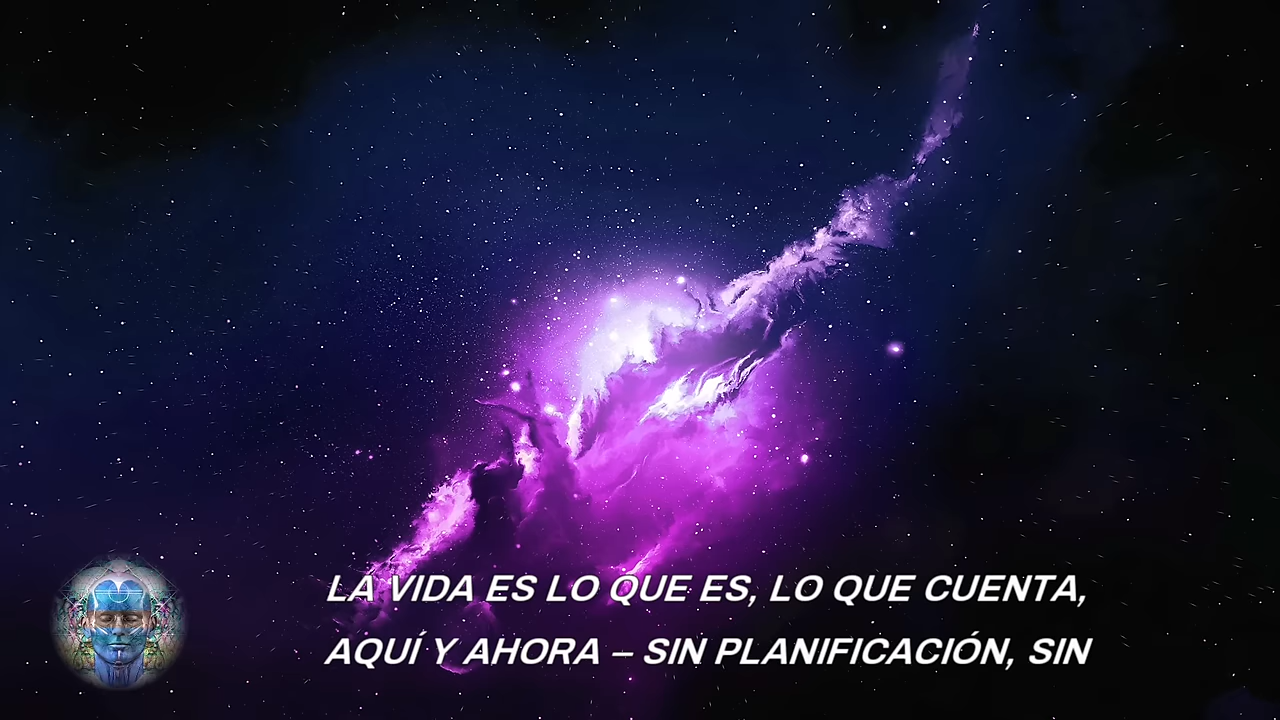 LA VIDA ES LO QUE ES, LO QUE CUENTA,
AQUÍ Y AHORA – SIN PLANIFICACIÓN, SIN